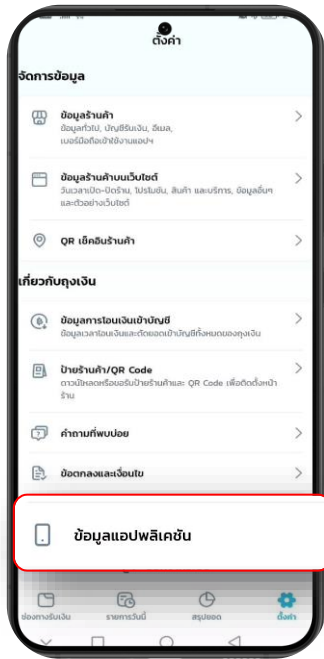 ตั้งค่า
จัดการข้อมูล
ข้อมูลร้านค้า
ข้อมูลทั่วไป, บัญชีรับเงิน, อีเมล,
เบอร์มือถือเข้าใช้งานแอปฯ
ข้อมูลร้านค้าบนเว็บไซต์
วันเวลาเปิด-ปิดร้าน, โปรโมชัน, สินค้า และบริการ, ข้อมูลอื่นๆ
และตัวอย่างเว็บไซต์
QR เช็คอินร้านค้า
เกี่ยวกับถุงเงิน
ข้อมูลการโอนเงินเข้าบัญชี
ข้อมูลเวลาโอนเงินและตัดยอดเข้าบัญชีทั้งหมดของถุงเงิน
ป้ายร้านค้า/QR Code
ดาวน์โหลดหรือขอรับป้ายร้านค้าและ QR Code เพื่อติดตั้งหน้า
ร้าน
คำถามที่พบบ่อย
ข้อตกลงและเงื่อนไข
ข้อมูลแอปพลิเคชัน
ช่องทางรับเงิน
รายการวันนี้
สรุปยอด
ตั้งค่า